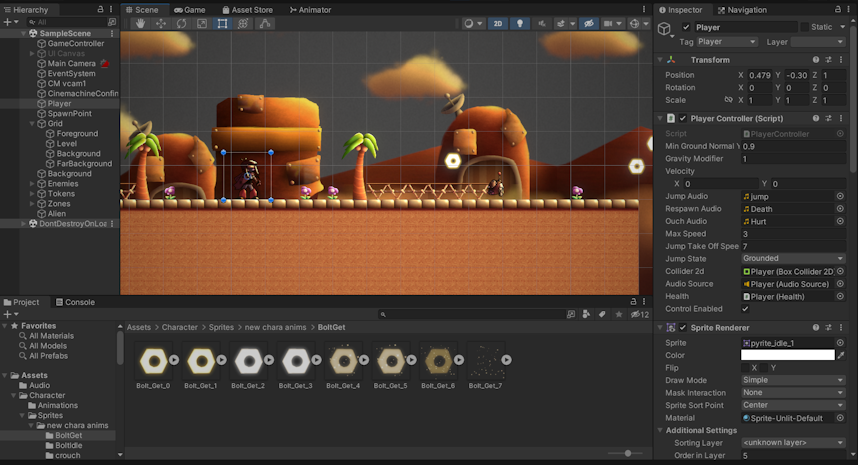 Hierarchy
All
SampleScene
GameController
UI Canvas
Main Camera
EventSystem
CM vcam1
CinemachineConfin
Player
SpawnPoint
Grid
Foreground
Level
Background
FarBackground
Background
Enemies
Tokens
Zones
Alien
DontDestroyOnLoa
Scene Game Asset Store Animator
2D
Inspector Navigation
Player Static
Tag Player Layer
Transform
Position X 0.479 Y -0.30 Z 1
Rotation X 0 Y 0 Z 0
Scale X 1 Y 1 Z 1
Player Controller (Script)
Script PlayerController
Min Ground Normal Y 0.9
Gravity Modifier 1
Velocity
X 0 Y 0
Jump Audio jump
Respawn Audio Death
Ouch Audio Hurt
Max Speed 3
Jump Take Off Spee 7
Jump State Grounded
Collider 2d Player (Box Collider 2D)
Audio Source Player (Audio Source)
Health Player (Health)
Control Enabled
Sprite Renderer
Sprite pyrite_idle_1
Color
Flip X Y
Draw Mode Simple
Mask Interaction None
Sprite Sort Point Center
Material Sprite-Unlit-Default
Additional Settings
Sorting Layer <unknown layer>
Order in Layer 5
Project Console
12
Favorites
All Materials
All Models
All Prefabs
Assets
Audio
Character
Animations
Sprites
new chara anims
BoltGet
BoltIdle
crouch
Assets > Character > Sprites > new chara anims > BoltGet
Bolt_Get_0 Bolt_Get_1 Bolt_Get_2 Bolt_Get_3 Bolt_Get_4 Bolt_Get_5 Bolt_Get_6 Bolt_Get_7